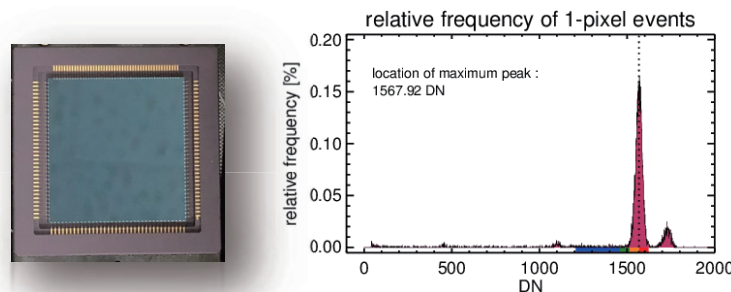 relative frequency of 1-pixel events
location of maximum peak :
1567.92 DN
relative frequency [%]
0.20
0.15
0.10
0.05
0.00
0
500
1000
1500
2000
DN